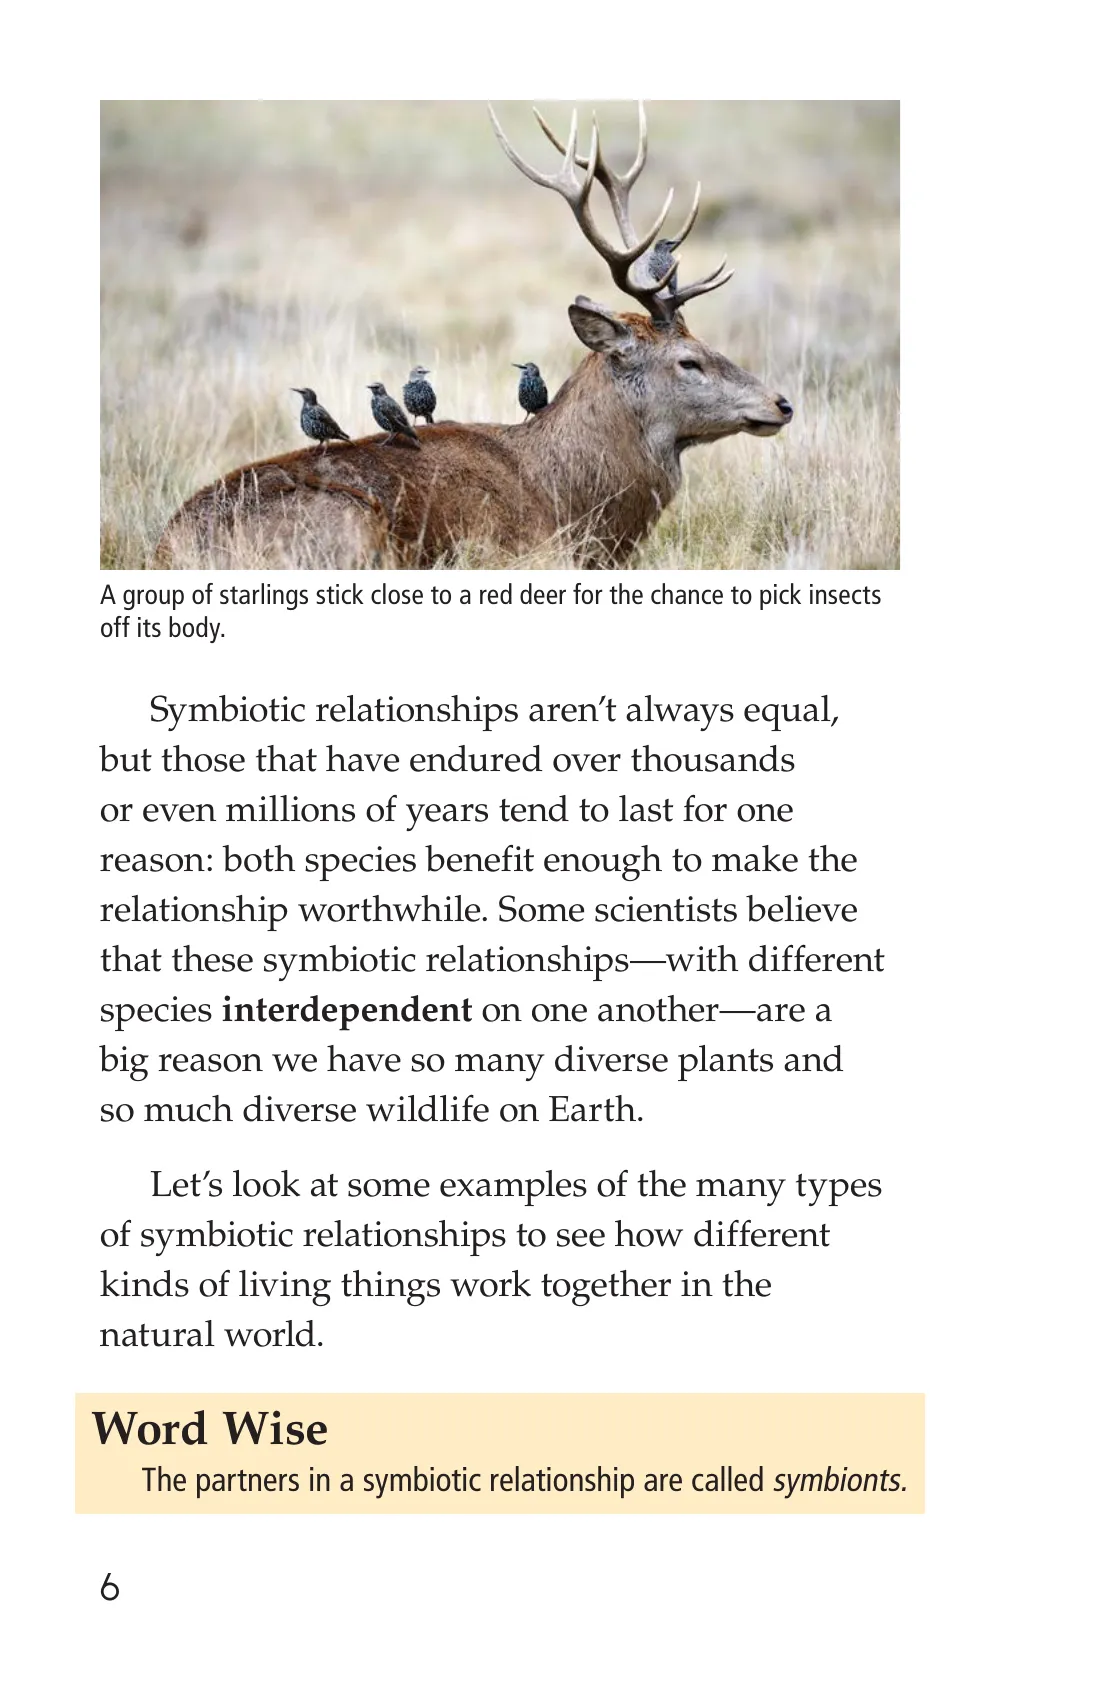 A group of starlings stick close to a red deer for the chance to pick insects
off its body.
Symbiotic relationships aren’t always equal,
but those that have endured over thousands
or even millions of years tend to last for one
reason: both species benefit enough to make the
relationship worthwhile. Some scientists believe
that these symbiotic relationships—with different
species interdependent on one another—are a
big reason we have so many diverse plants and
so much diverse wildlife on Earth.
Let’s look at some examples of the many types
of symbiotic relationships to see how different
kinds of living things work together in the
natural world.
Word Wise
The partners in a symbiotic relationship are called symbionts.
6